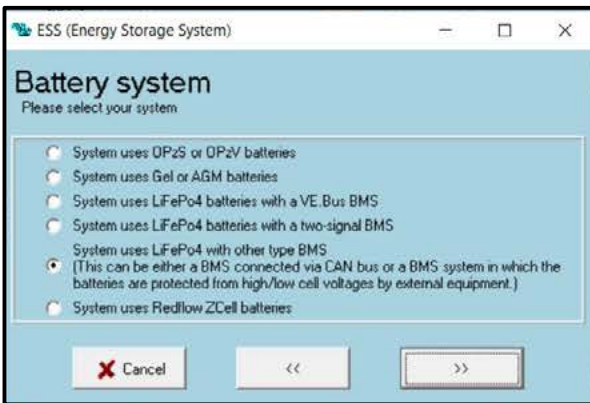 ESS (Energy Storage System)
Battery system
Please select your system
System uses OPzS or OPzV batteries
System uses Gel or AGM batteries
System uses LiFePo4 batteries with a VE.Bus BMS
System uses LiFePo4 batteries with a two-signal BMS
System uses LiFePo4 with other type BMS
(This can be either a BMS connected via CAN bus or a BMS system in which the
batteries are protected from high/low cell voltages by external equipment.)
System uses Redflow ZCell batteries
Cancel
<<
>>